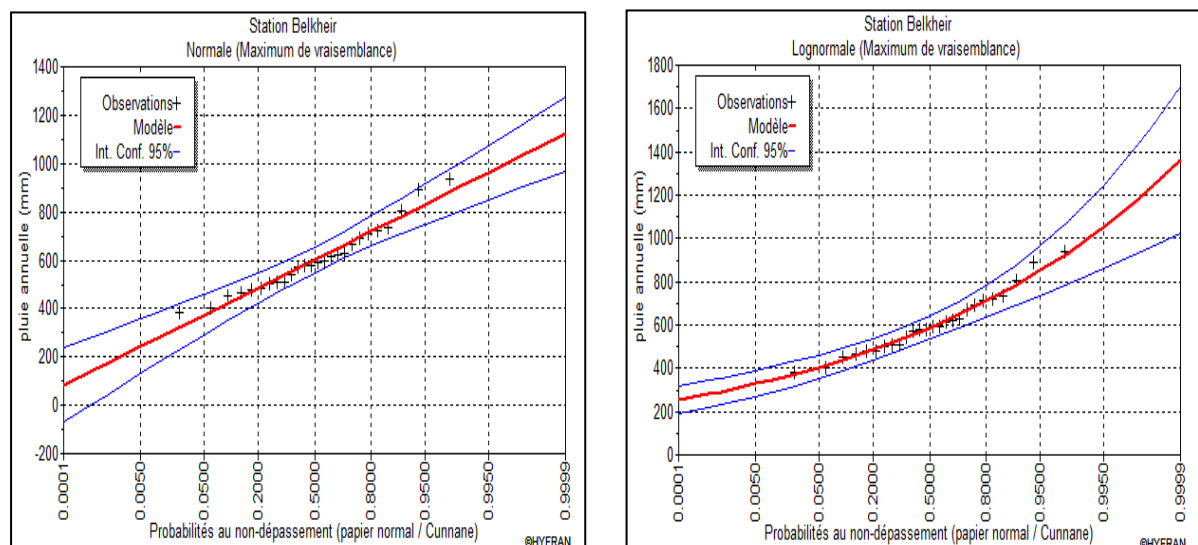 Station Belkheir
Normale (Maximum de vraisemblance)
1400
1200
1000
800
600
400
200
0
-200
pluie annuelle (mm)
Observations+
Modèle–
Int. Conf. 95%–
0.0001
0.0050
0.0500
0.2000
0.5000
0.8000
0.9500
0.9950
0.9999
Probabilités au non-dépassement (papier normal / Cunnane)
©HYFRAN
Station Belkheir
Lognormale (Maximum de vraisemblance)
1800
1600
1400
1200
1000
800
600
400
200
0
pluie annuelle (mm)
Observations+
Modèle–
Int. Conf. 95%–
0.0001
0.0050
0.0500
0.2000
0.5000
0.8000
0.9500
0.9950
0.9999
Probabilités au non-dépassement (papier normal / Cunnane)
©HYFRAN